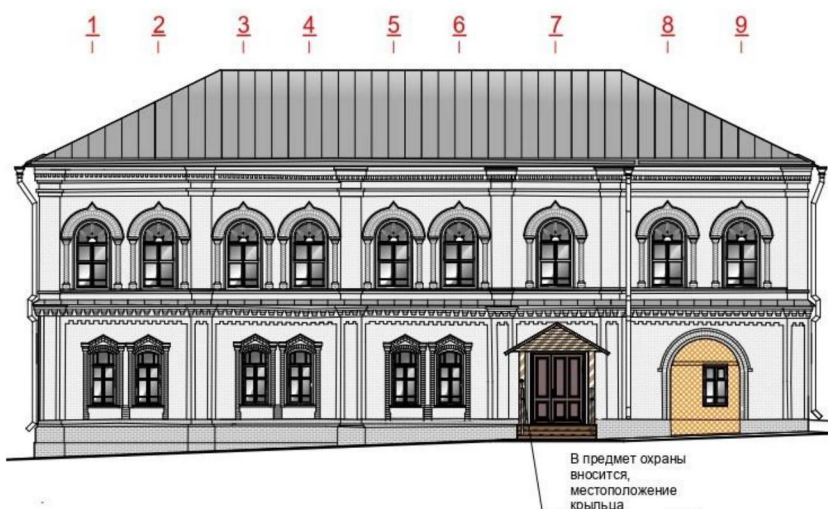 1 2 3 4 5 6 7 8 9
В предмет охраны
вносится,
местоположение
крыльца